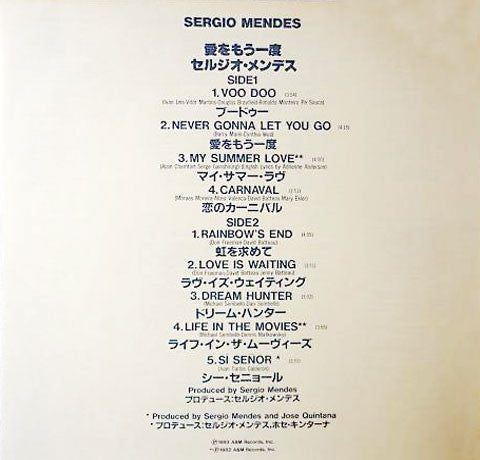 SERGIO MENDES
愛をもう一度
セルジオ・メンデス
SIDE1
1. VOO DOO
ブードゥー
2. NEVER GONNA LET YOU GO
愛をもう一度
3. MY SUMMER LOVE**
マイ・サマー・ラヴ
4. CARNAVAL
恋のカーニバル
SIDE2
1. RAINBOW'S END
虹を求めて
2. LOVE IS WAITING
ラヴ・イズ・ウェイティング
3. DREAM HUNTER
ドリーム・ハンター
4. LIFE IN THE MOVIES**
ライフ・イン・ザ・ムーヴィーズ
5. SI SENOR *
シー・セニョール
Produced by Sergio Mendes
プロデュース:セルジオ・メンデス
* Produced by Sergio Mendes and Jose Quintana
* プロデュース:セルジオ・メンデス, ホセ・キンターナ
Ⓟ1983 A&M Records, Inc.
**Ⓟ1982 A&M Records, Inc.